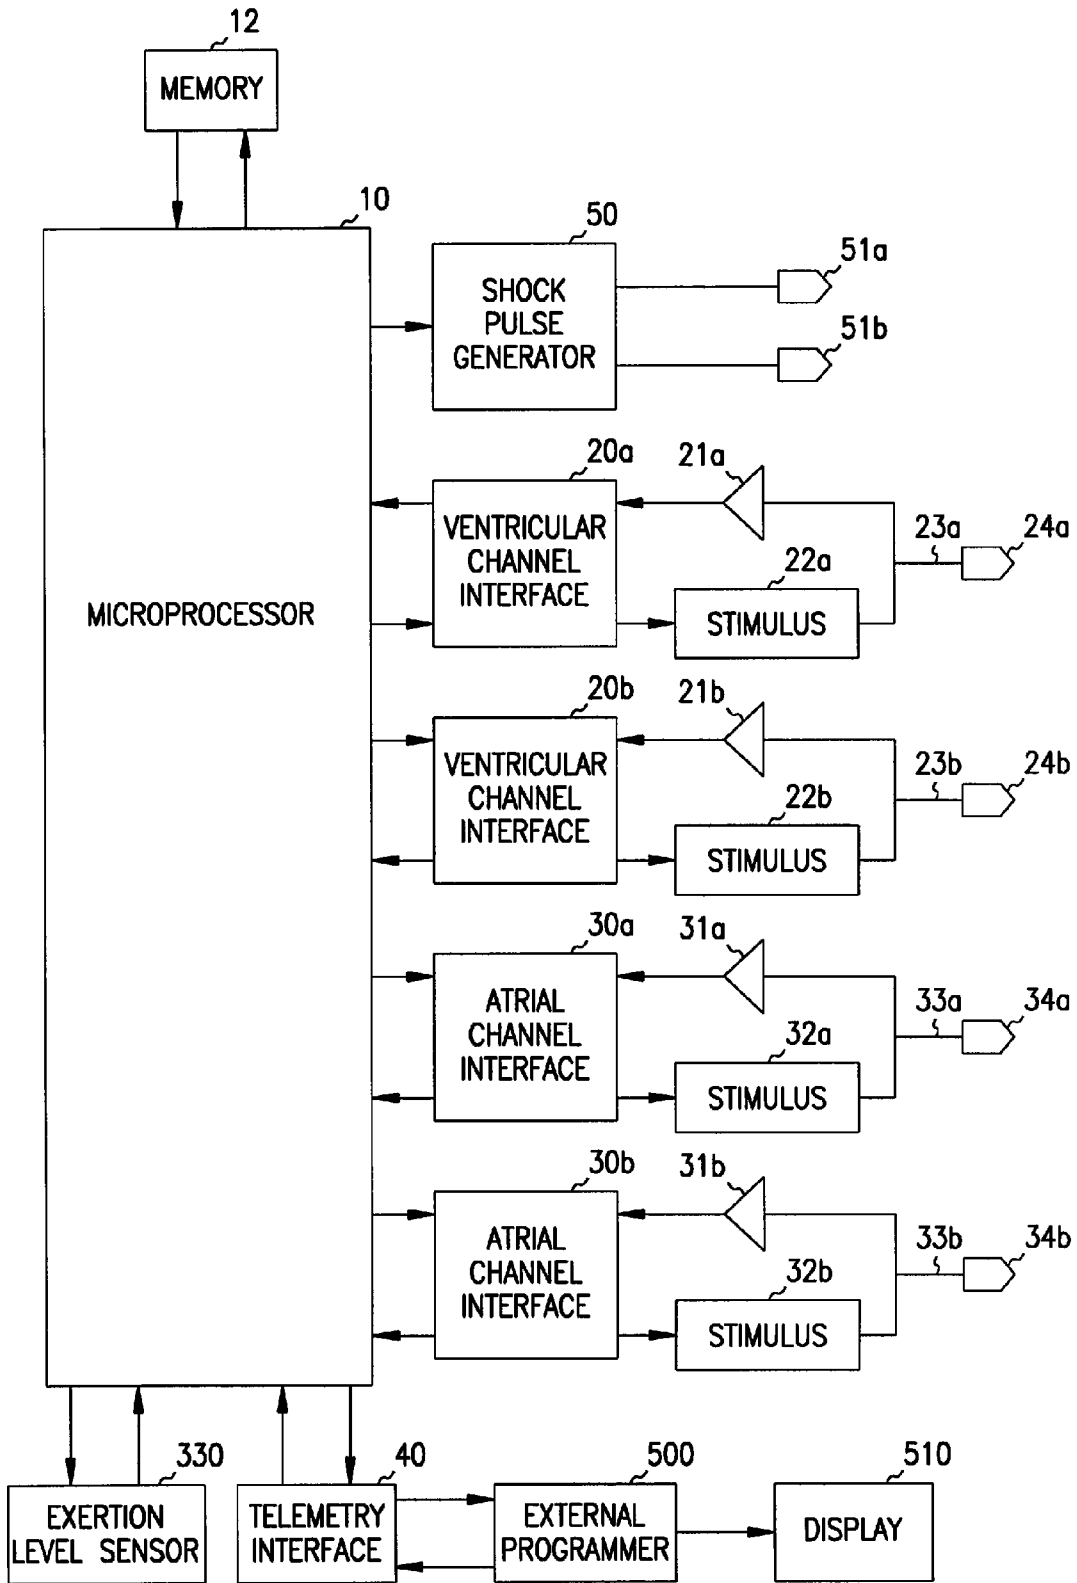 12
MEMORY
10
MICROPROCESSOR
50
SHOCK
PULSE
GENERATOR
51a
51b
20a
VENTRICULAR
CHANNEL
INTERFACE
21a
22a
STIMULUS
23a
24a
20b
VENTRICULAR
CHANNEL
INTERFACE
21b
22b
STIMULUS
23b
24b
30a
ATRIAL
CHANNEL
INTERFACE
31a
32a
STIMULUS
33a
34a
30b
ATRIAL
CHANNEL
INTERFACE
31b
32b
STIMULUS
33b
34b
330
EXERTION
LEVEL SENSOR
40
TELEMETRY
INTERFACE
500
EXTERNAL
PROGRAMMER
510
DISPLAY